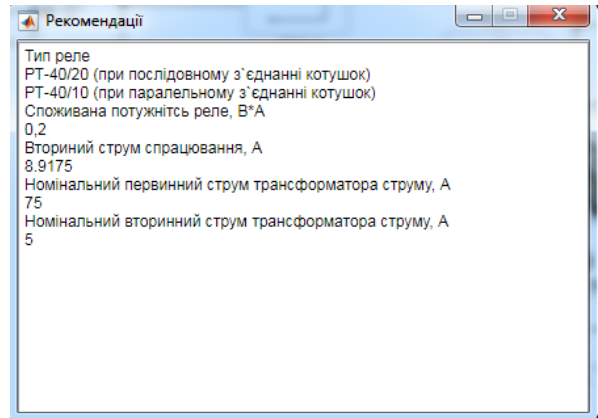 Рекомендації
Тип реле
РТ-40/20 (при послідовному з`єднанні котушок)
РТ-40/10 (при паралельному з`єднанні котушок)
Споживана потужнітсь реле, В*А
0,2
Вториний струм спрацювання, А
8.9175
Номінальний первинний струм трансформатора струму, А
75
Номінальний вторинний струм трансформатора струму, А
5